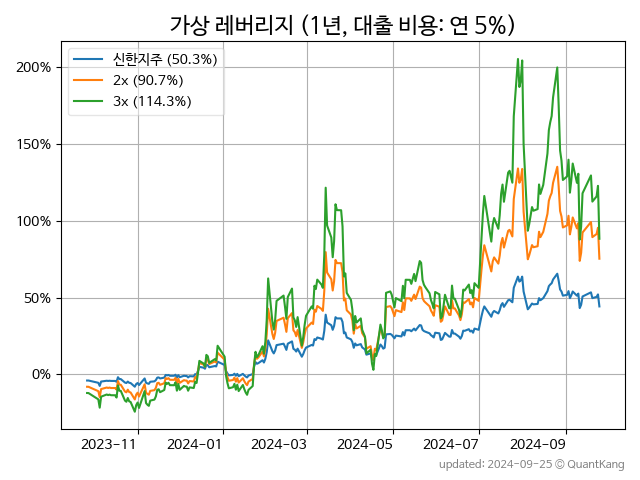 가상 레버리지 (1년, 대출 비용: 연 5%)
신한지주 (50.3%)
2x (90.7%)
3x (114.3%)
200%
150%
100%
50%
0%
2023-11 2024-01 2024-03 2024-05 2024-07 2024-09
updated: 2024-09-25 © QuantKang